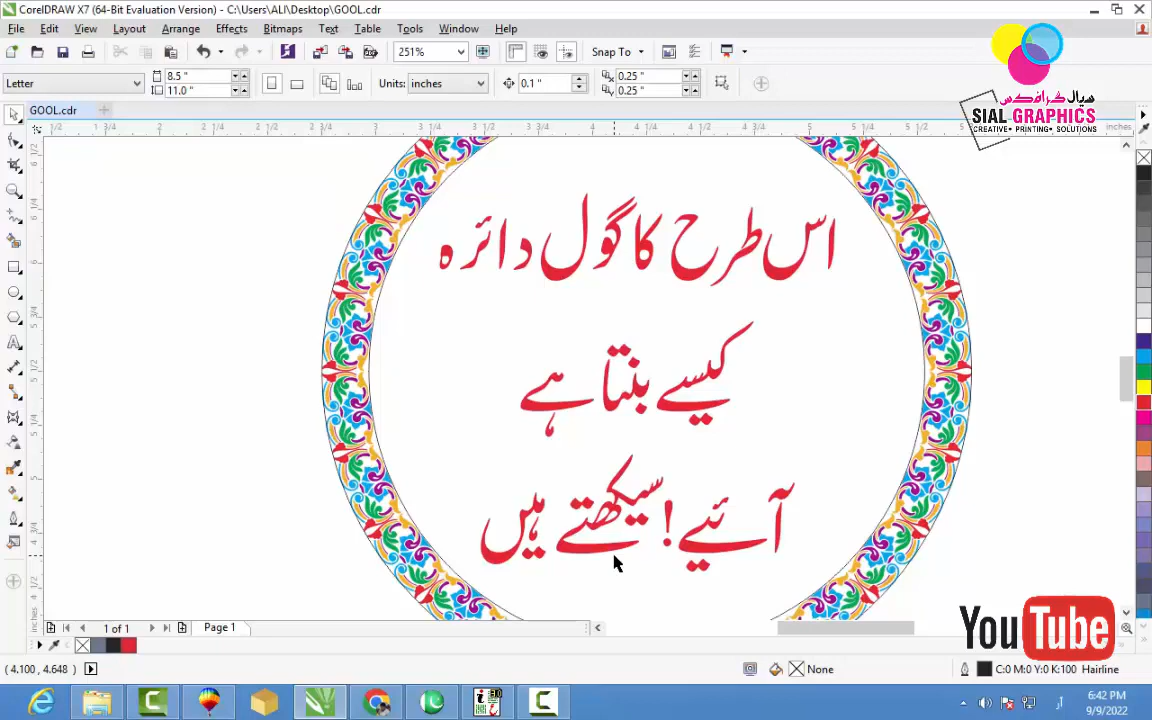 CorelDRAW X7 (64-Bit Evaluation Version) - C:\Users\ALI\Desktop\GOOL.cdr
File Edit View Layout Arrange Effects Bitmaps Text Table Tools Window Help
251% Snap To
Letter 8.5 " 11.0 " Units: inches 0.1 " 0.25 " 0.25 "
GOOL.cdr
سیال گرافکس
SIAL GRAPHICS
CREATIVE • PRINTING • SOLUTIONS
inches
اس طرح کا گول دائرہ
کیسے بنتا ہے
آئیے ! سیکھتے ہیں
1 of 1 Page 1
YouTube
( 4.100, 4.648 ) None C:0 M:0 Y:0 K:100 Hairline
6:42 PM
9/9/2022